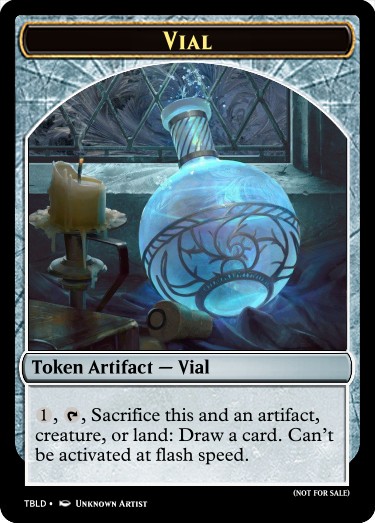 Vial
Token Artifact — Vial
1, T, Sacrifice this and an artifact,
creature, or land: Draw a card. Can't
be activated at flash speed.
(NOT FOR SALE)
TBLD • Unknown Artist